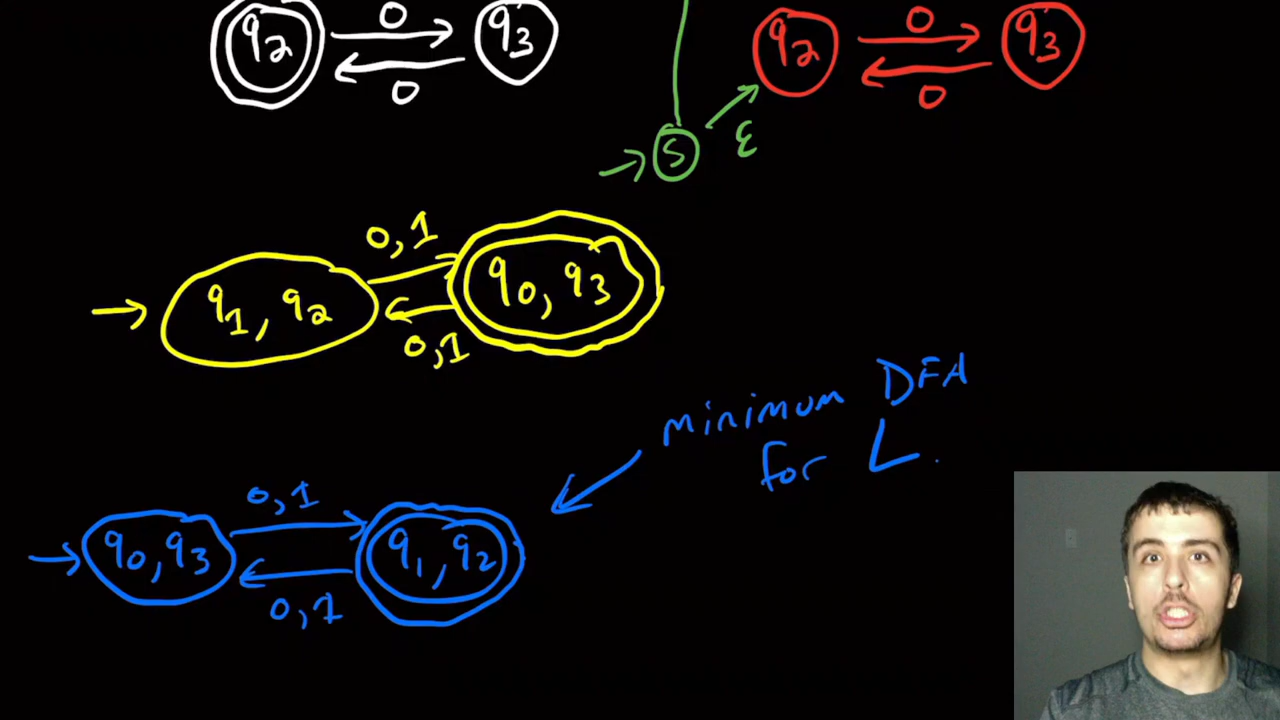 q2 0 q3 q2 0 q3
0 0
S ε
0,1
q1, q2 q0, q3
0,1
minimum DFA
for L.
0,1
q0, q3 q1, q2
0,1